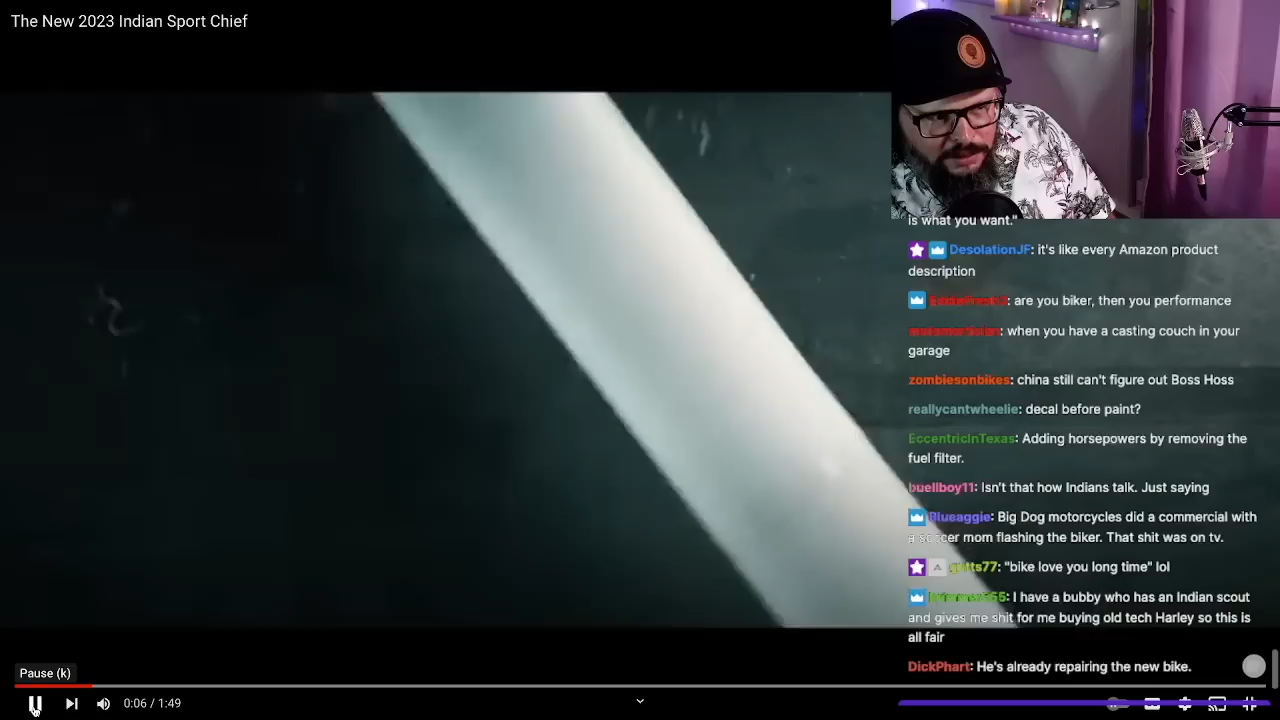 The New 2023 Indian Sport Chief
is what you want."
DesolationJF: it's like every Amazon product
description
: are you biker, then you performance
: when you have a casting couch in your
garage
zombiesonbikes: china still can't figure out Boss Hoss
reallycantwheelie: decal before paint?
EccentricInTexas: Adding horsepowers by removing the
fuel filter.
buellboy11: Isn't that how Indians talk. Just saying
Blueaggie: Big Dog motorcycles did a commercial with
a soccer mom flashing the biker. That shit was on tv.
"bike love you long time" lol
I have a bubby who has an Indian scout
and gives me shit for me buying old tech Harley so this is
all fair
DickPhart: He's already repairing the new bike.
Pause (k)
0:06 / 1:49